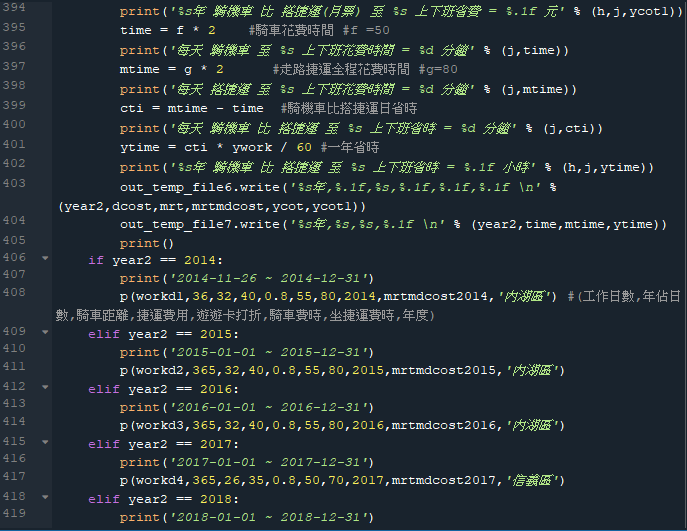 394 print('%s年 騎機車 比 搭捷運(月票) 至 %s 上下班省費 = %.1f 元' % (h,j,ycot1))
395 time = f * 2 #騎車花費時間 #f =50
396 print('每天 騎機車 至 %s 上下班花費時間 = %d 分鐘' % (j,time))
397 mtime = g * 2 #走路捷運全程花費時間 #g=80
398 print('每天 搭捷運 至 %s 上下班花費時間 = %d 分鐘' % (j,mtime))
399 cti = mtime - time #騎機車比搭捷運日省時
400 print('每天 騎機車 比 搭捷運 至 %s 上下班省時 = %d 分鐘' % (j,cti))
401 ytime = cti * ywork / 60 #一年省時
402 print('%s年 騎機車 比 搭捷運 至 %s 上下班省時 = %.1f 小時' % (h,j,ytime))
403 out_temp_file6.write('%s年,%.1f,%s,%.1f,%.1f,%.1f \n' %
(year2,dcost,mrt,mrtmdcost,ycot,ycot1))
404 out_temp_file7.write('%s年,%s,%s,%.1f \n' % (year2,time,mtime,ytime))
405 print()
406 if year2 == 2014:
407 print('2014-11-26 ~ 2014-12-31')
408 p(workd1,36,32,40,0.8,55,80,2014,mrtmdcost2014,'內湖區') #(工作日數,年佔日
數,騎車距離,捷運費用,遊遊卡打折,騎車費時,坐捷運費時,年度)
409 elif year2 == 2015:
410 print('2015-01-01 ~ 2015-12-31')
411 p(workd2,365,32,40,0.8,55,80,2015,mrtmdcost2015,'內湖區')
412 elif year2 == 2016:
413 print('2016-01-01 ~ 2016-12-31')
414 p(workd3,365,32,40,0.8,55,80,2016,mrtmdcost2016,'內湖區')
415 elif year2 == 2017:
416 print('2017-01-01 ~ 2017-12-31')
417 p(workd4,365,26,35,0.8,50,70,2017,mrtmdcost2017,'信義區')
418 elif year2 == 2018:
419 print('2018-01-01 ~ 2018-12-31')